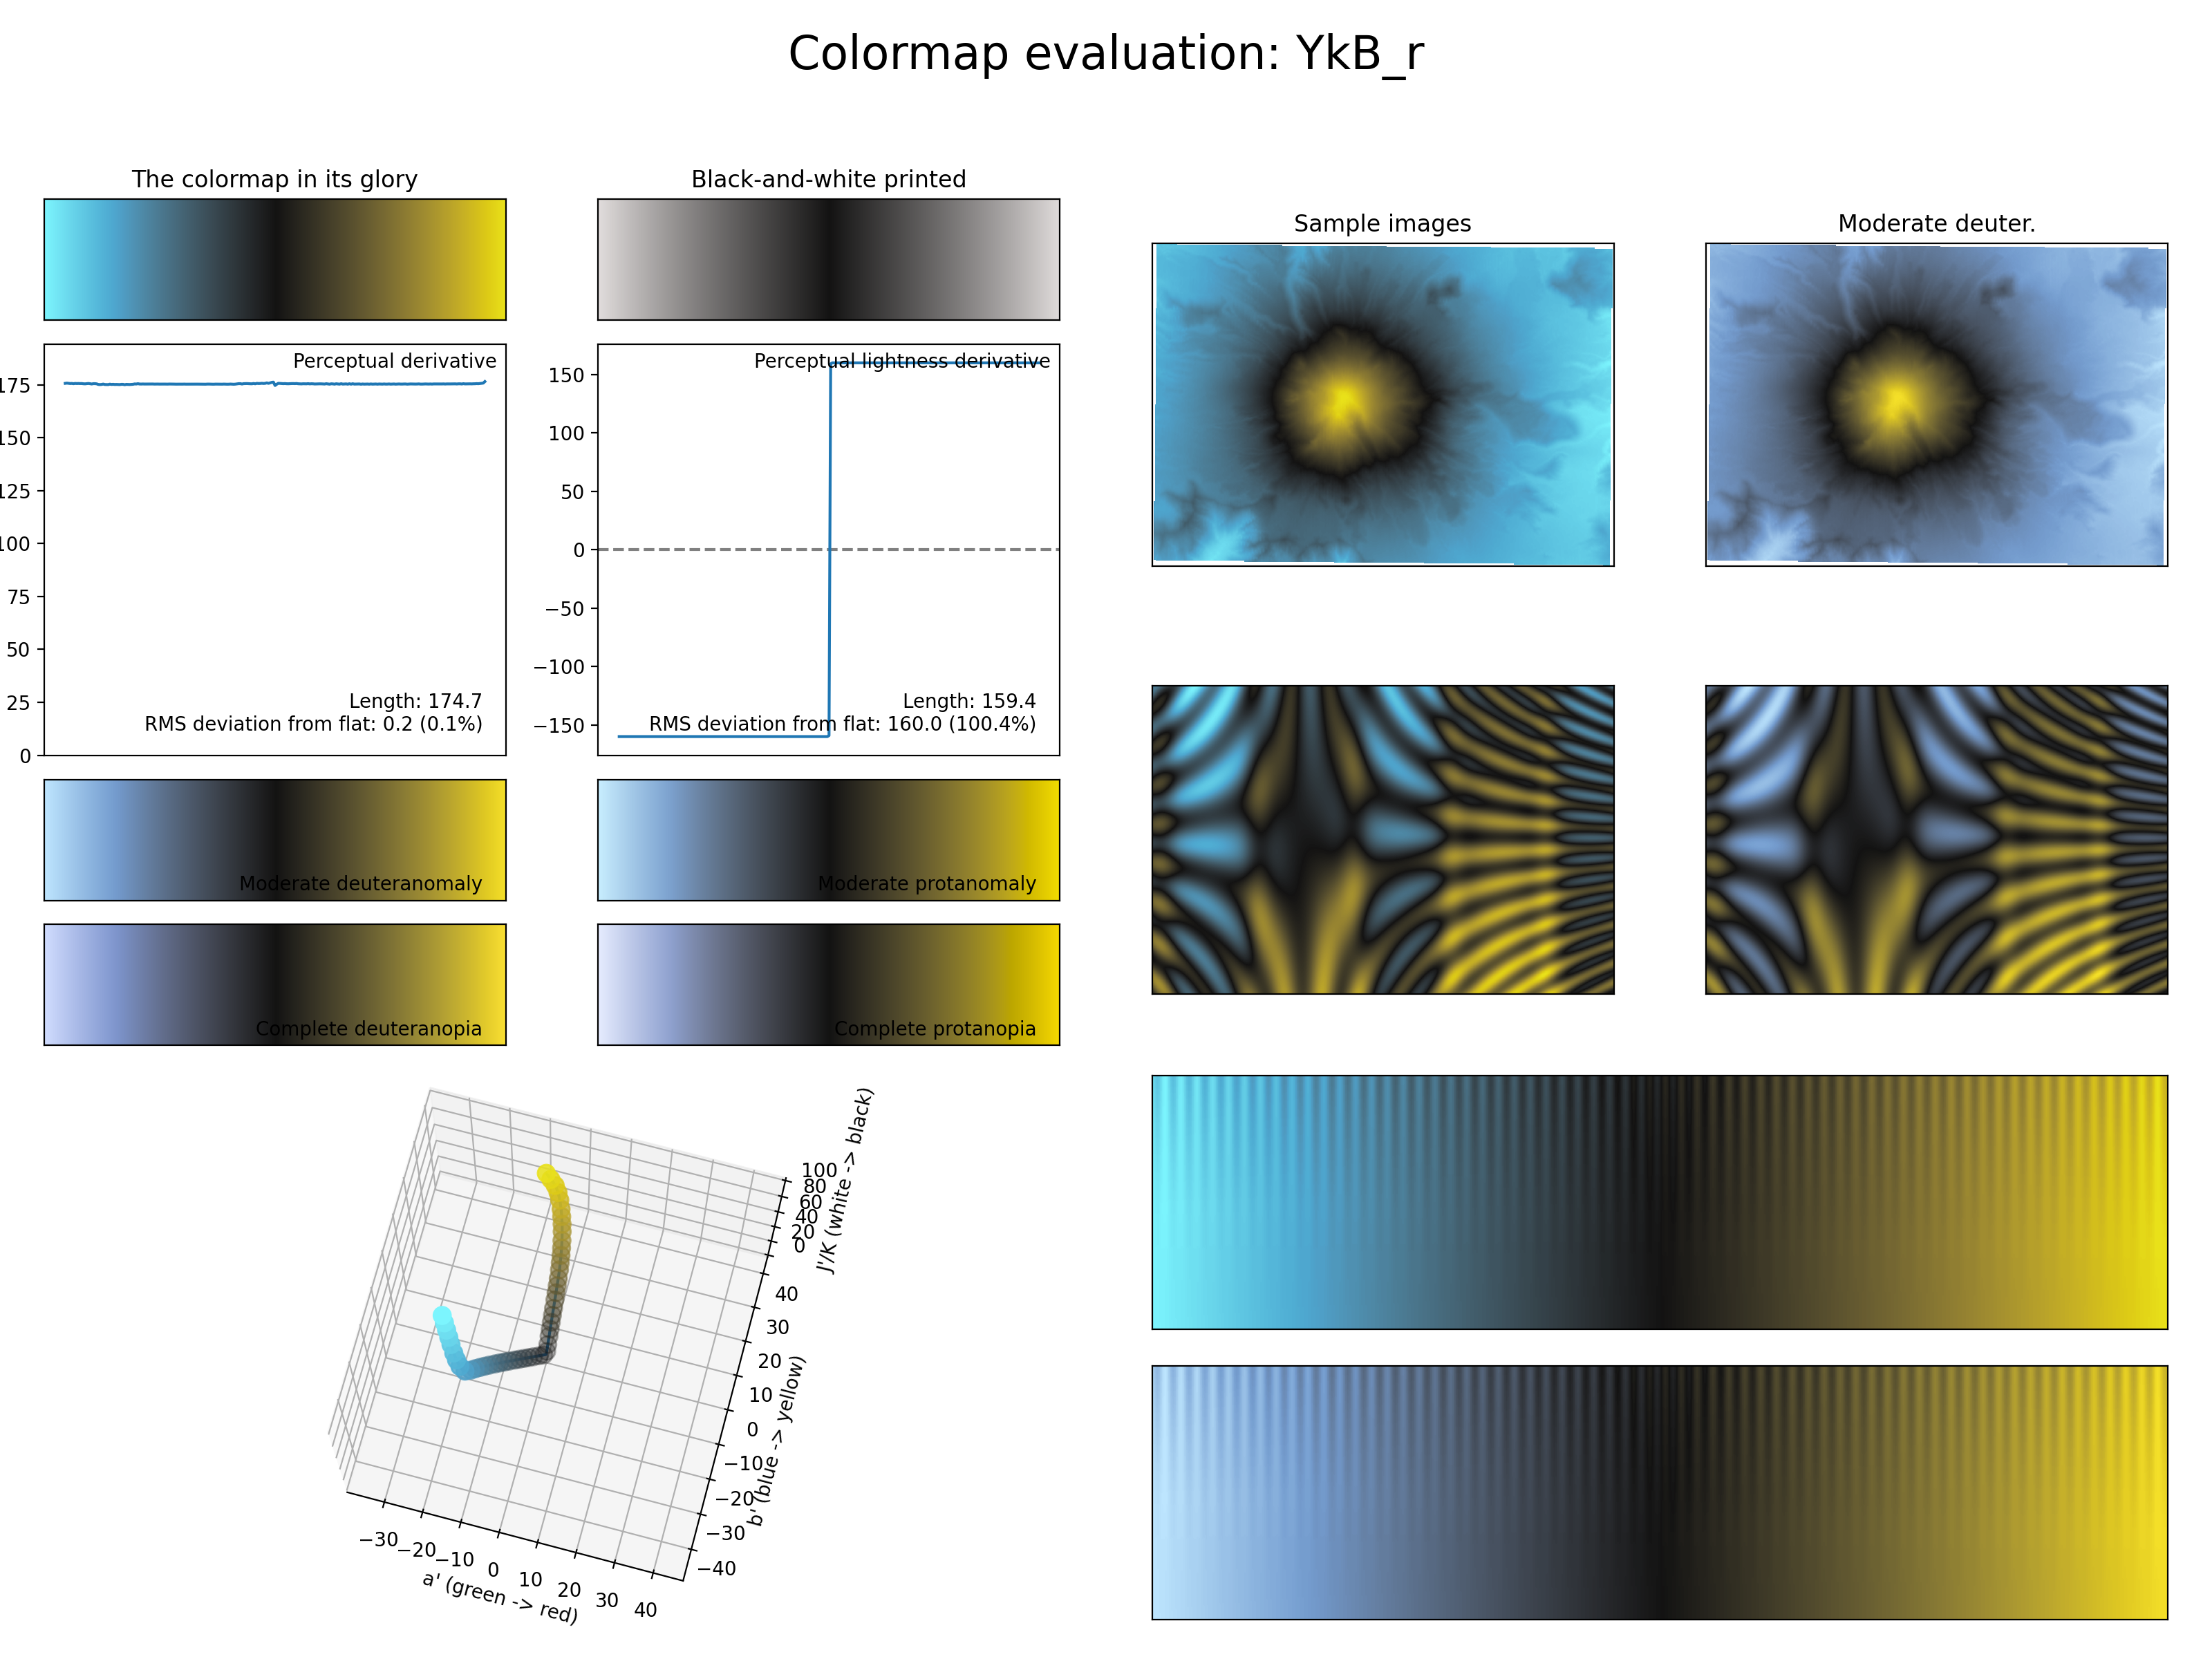 Colormap evaluation: YkB_r
The colormap in its glory
Black-and-white printed
Sample images
Moderate deuter.
Perceptual derivative
175
150
125
100
75
50
25
0
Length: 174.7
RMS deviation from flat: 0.2 (0.1%)
Perceptual lightness derivative
150
100
50
0
−50
−100
−150
Length: 159.4
RMS deviation from flat: 160.0 (100.4%)
Moderate deuteranomaly
Moderate protanomaly
Complete deuteranopia
Complete protanopia
100
80
60
40
20
0
J'/K (white -> black)
40
30
20
10
0
−10
−20
−30
−40
b' (blue -> yellow)
−30
−20
−10
0
10
20
30
40
a' (green -> red)